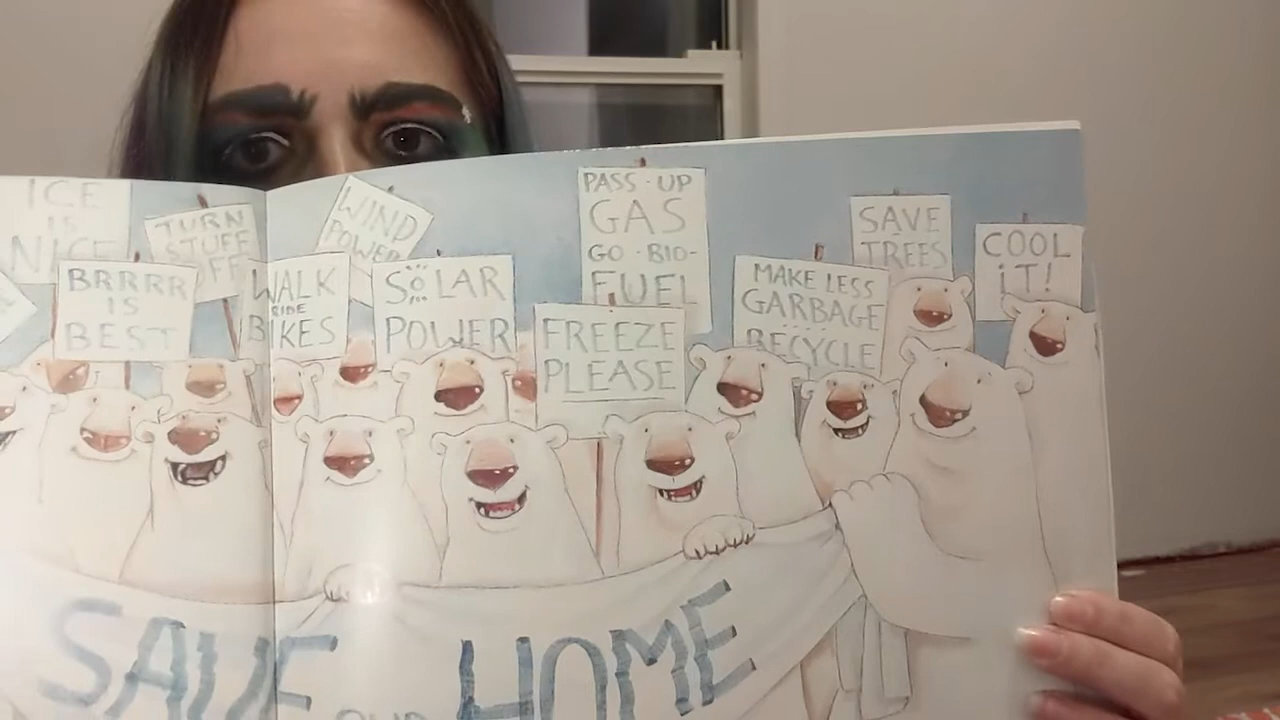 ICE
IS
NICE
TURN
STUFF
OFF
BRRRR
IS
BEST
WALK
RIDE
BIKES
WIND
POWER
SOLAR
POWER
PASS-UP
GAS
GO-BIO-
FUEL
FREEZE
PLEASE
MAKE LESS
GARBAGE
RECYCLE
SAVE
TREES
COOL
iT!
SAVE
OUR
HOME